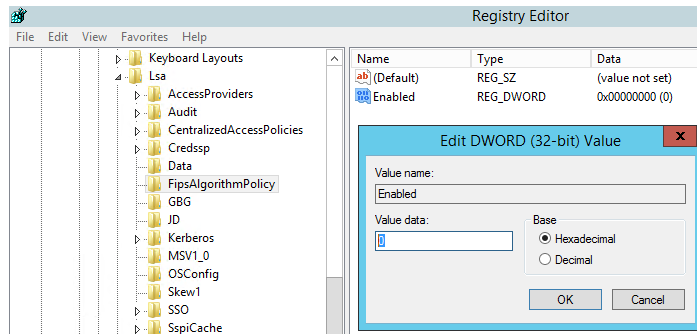 Registry Editor
File Edit View Favorites Help
Keyboard Layouts
Lsa
AccessProviders
Audit
CentralizedAccessPolicies
Credssp
Data
FipsAlgorithmPolicy
GBG
JD
Kerberos
MSV1_0
OSConfig
Skew1
SSO
SspiCache
Name Type Data
ab (Default) REG_SZ (value not set)
Enabled REG_DWORD 0x00000000 (0)
Edit DWORD (32-bit) Value
x
Value name:
Enabled
Value data:
0
Base
Hexadecimal
Decimal
OK Cancel